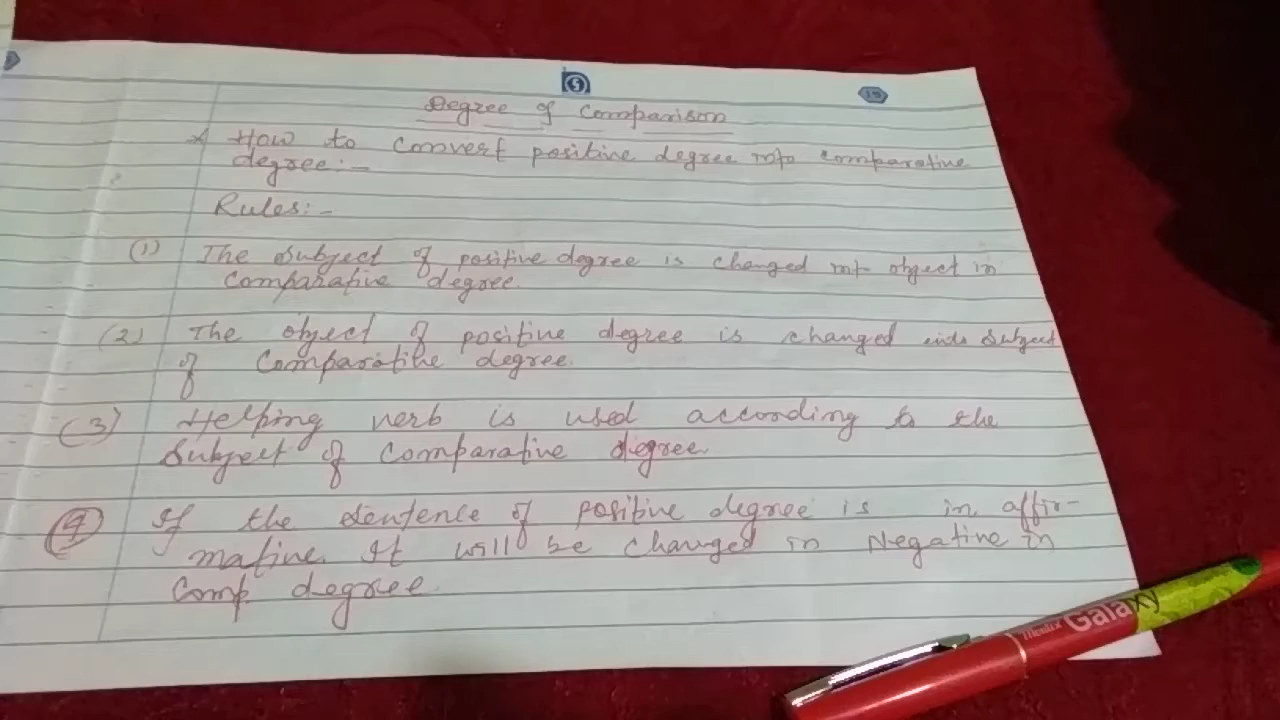 Degree of Comparison
How to convert positive degree into comparative
degree:-
Rules:-
(1) The Subject of positive degree is changed int object in
Comparative degree.
(2) The object of positive degree is changed into Subject
of Comparative degree.
(3) Helping verb is used according to the
Subject of Comparative degree
(4) If the Sentence of positive degree is in affir-
mative. It will be changed in Negative in
Comp. degree
Montex Galaxy